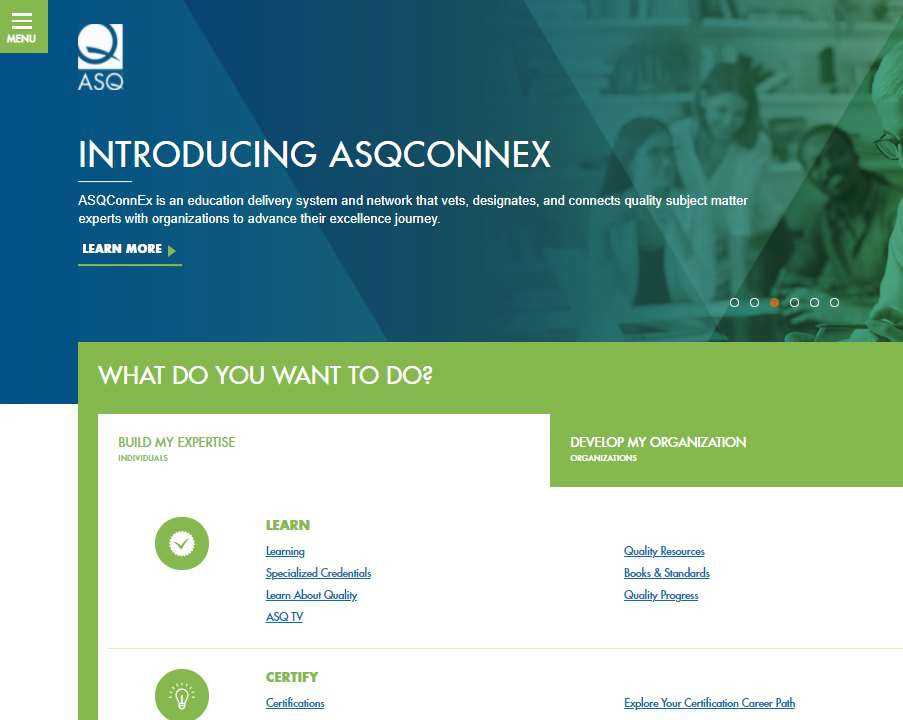 MENU
ASQ
INTRODUCING ASQCONNEX
ASQConnEx is an education delivery system and network that vets, designates, and connects quality subject matter
experts with organizations to advance their excellence journey.
LEARN MORE
WHAT DO YOU WANT TO DO?
BUILD MY EXPERTISE
INDIVIDUALS
DEVELOP MY ORGANIZATION
ORGANIZATIONS
LEARN
Learning
Specialized Credentials
Learn About Quality
ASQ TV
Quality Resources
Books & Standards
Quality Progress
CERTIFY
Certifications
Explore Your Certification Career Path